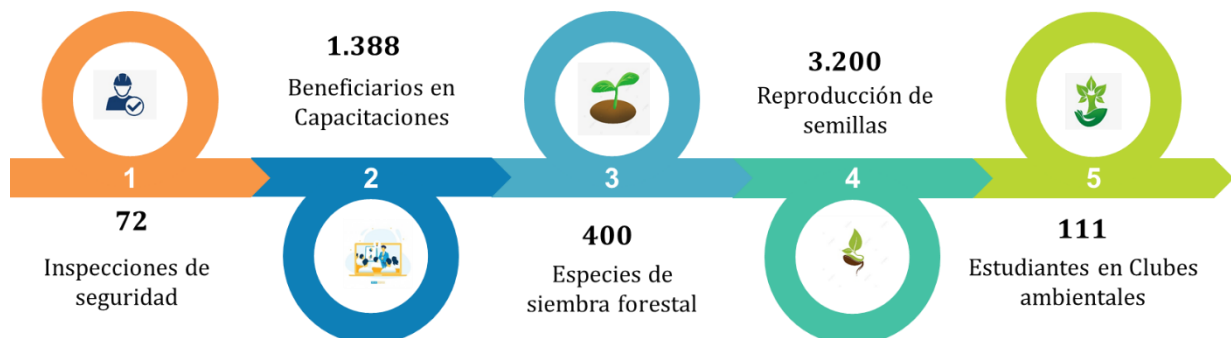 1
72
Inspecciones de
seguridad
1.388
Beneficiarios en
Capacitaciones
2
3
400
Especies de
siembra forestal
3.200
Reproducción de
semillas
4
5
111
Estudiantes en Clubes
ambientales